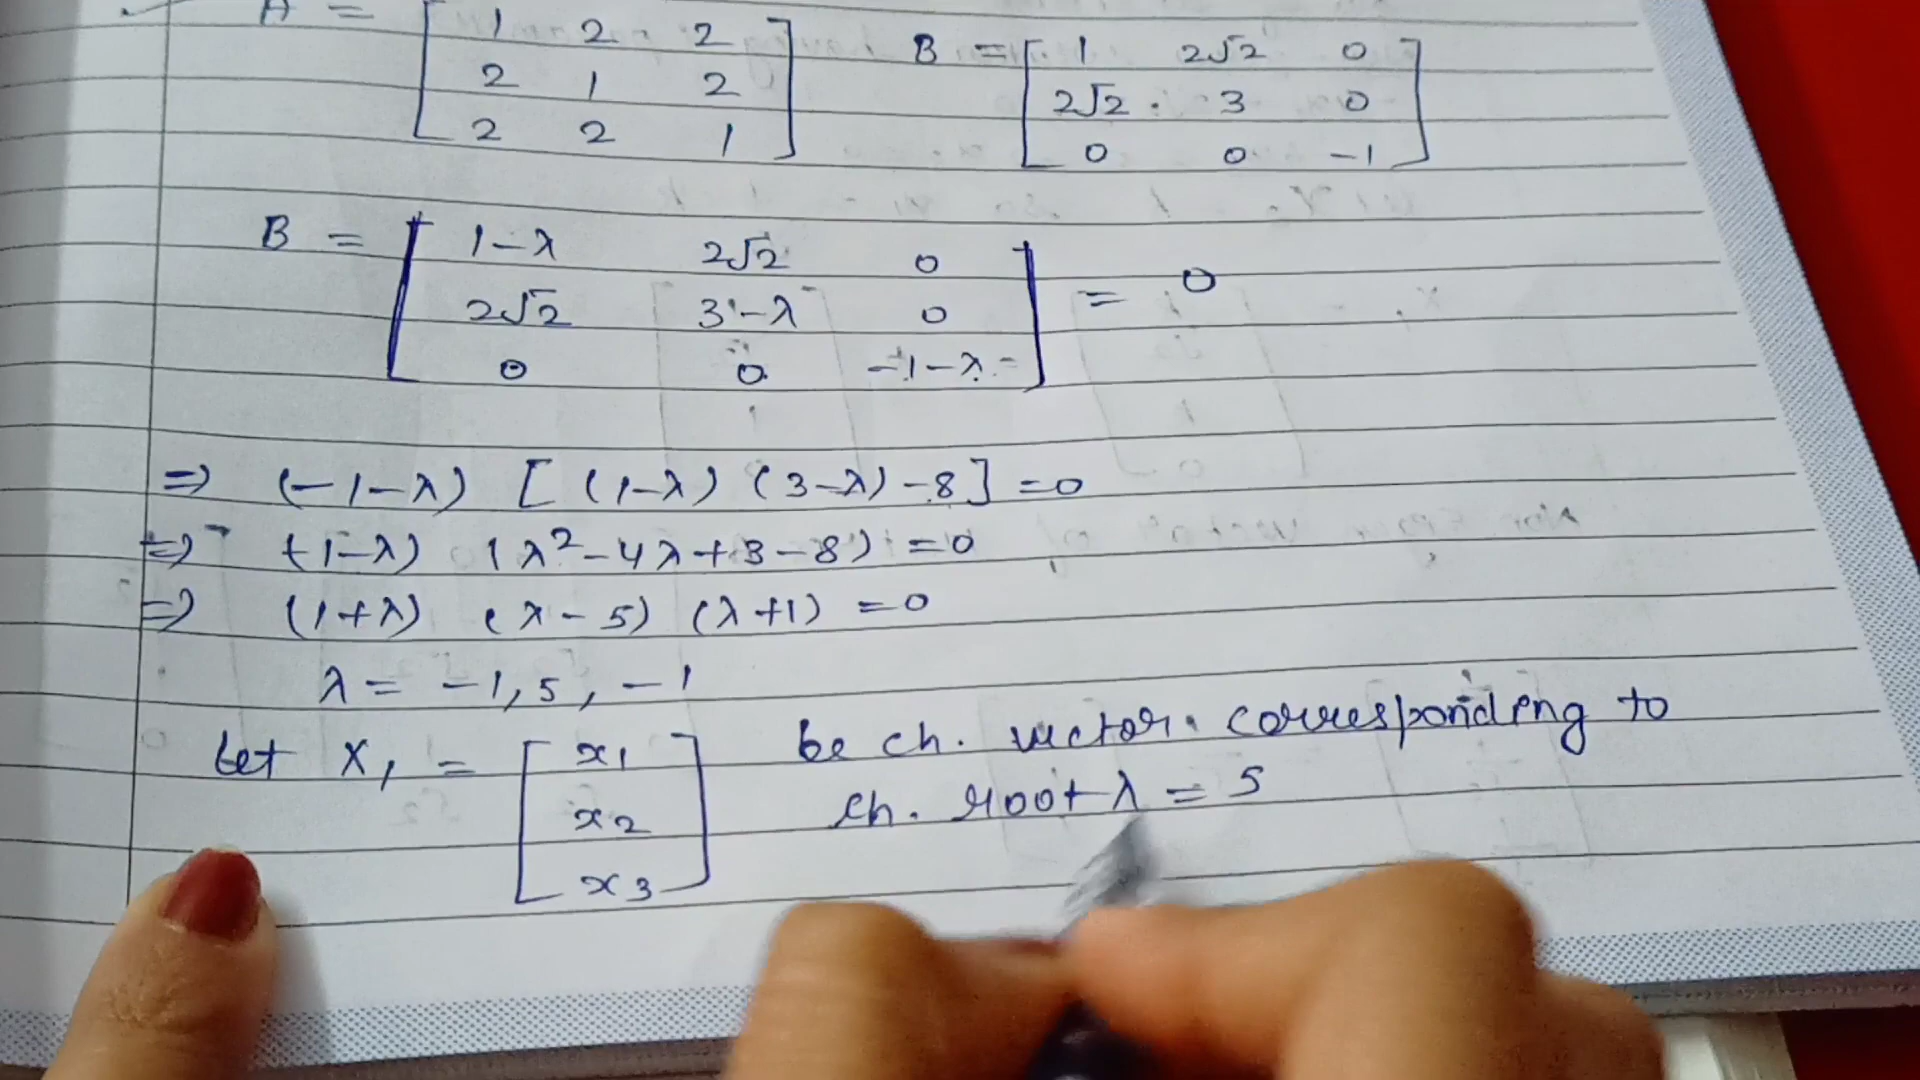 A = [ 1 2 2 B = [ 1 2√2 0 ]
2 1 2 2√2 3 0
2 2 1 ] 0 0 -1 ]
B = [ 1-λ 2√2 0
2√2 3-λ 0 ] = 0
0 0 -1-λ
=> (-1-λ) [ (1-λ) (3-λ) -8] =0
=> (1-λ) (λ²-4λ+3-8) =0
=> (1+λ) (λ-5) (λ+1) =0
λ = -1, 5, -1
Let X₁ = [ x₁ be ch. vector corresponding to
x₂ ch. root λ = 5
x₃ ]